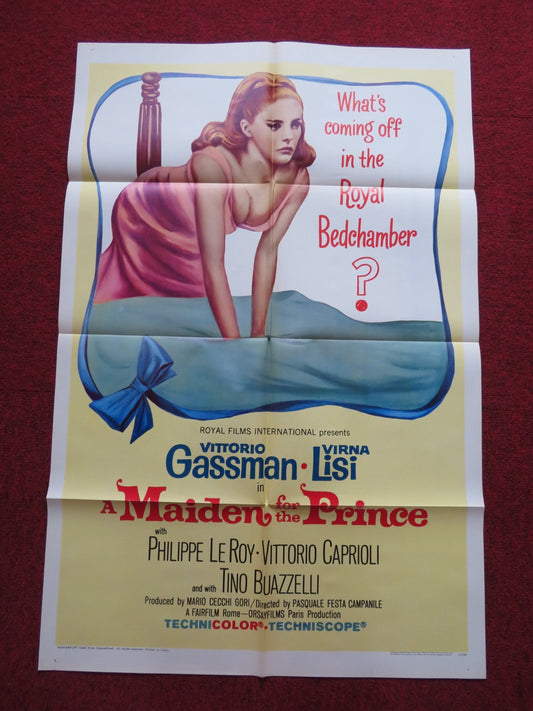 What's
coming off
in the
Royal
Bedchamber
?
ROYAL FILMS INTERNATIONAL presents
VITTORIO VIRNA
Gassman · Lisi
in
A Maiden for the Prince
with
PHILIPPE LE ROY · VITTORIO CAPRIOLI
and with TINO BUAZZELLI
Produced by MARIO CECCHI GORI / Directed by PASQUALE FESTA CAMPANILE
A FAIRFILM Rome — ORSAYFILMS Paris Production
TECHNICOLOR® · TECHNISCOPE®